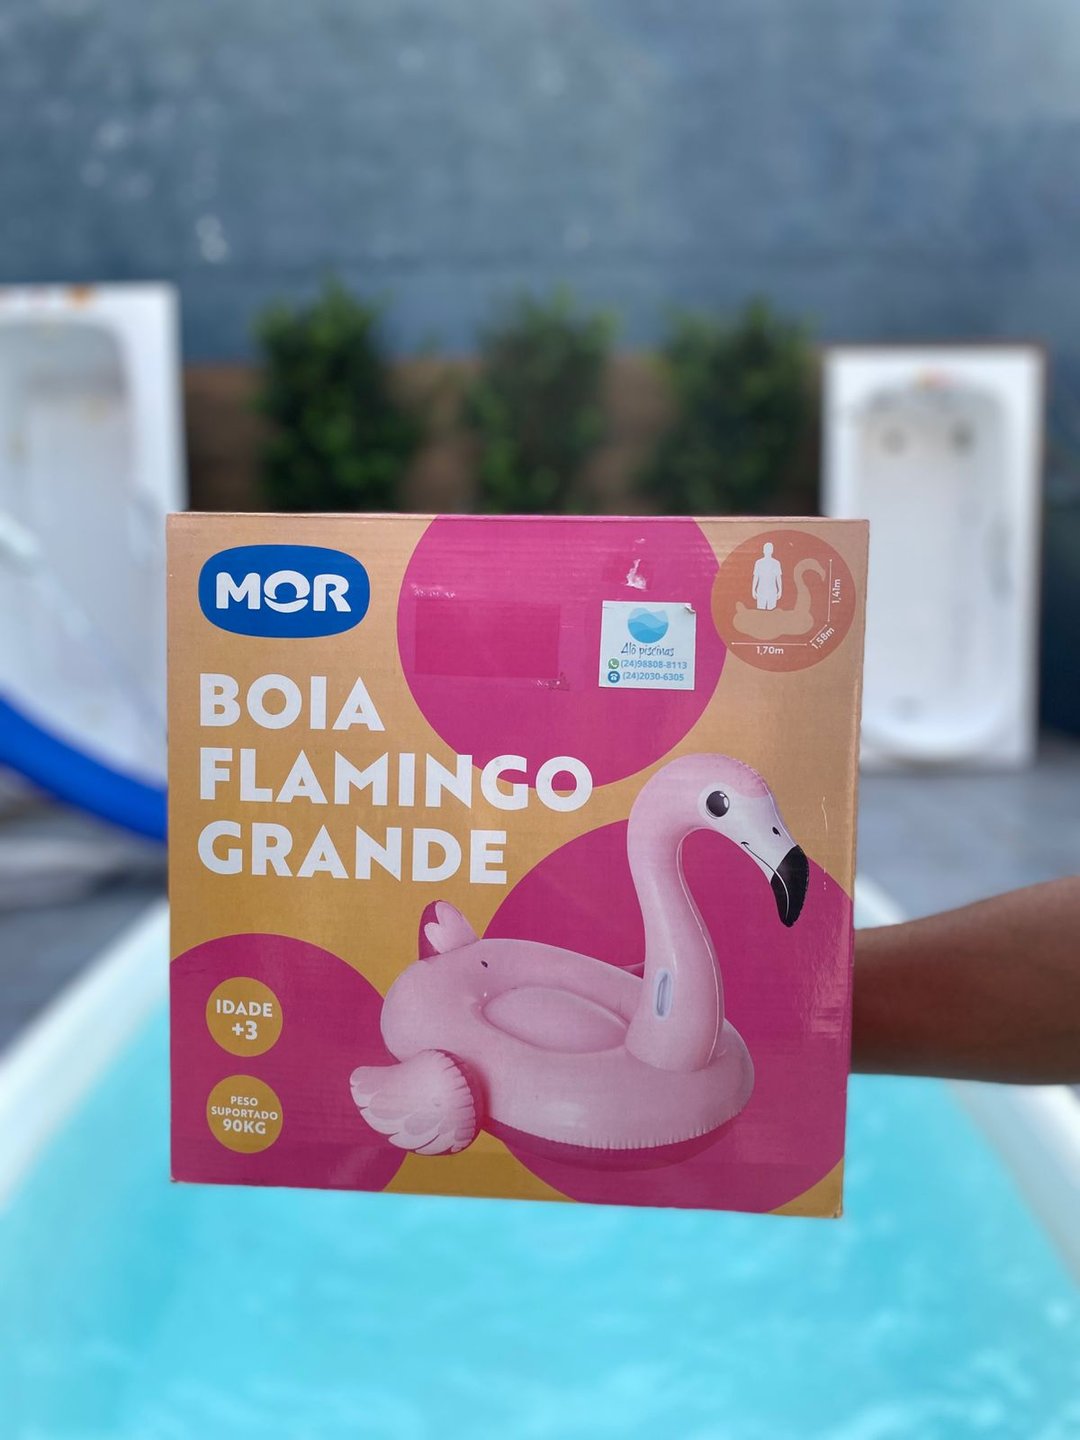 MOR
BOIA
FLAMINGO
GRANDE
1,41m
1,58m
1,70m
Alô piscinas
(24)98808-8113
(24)2030-6305
IDADE
+3
PESO
SUPORTADO
90KG